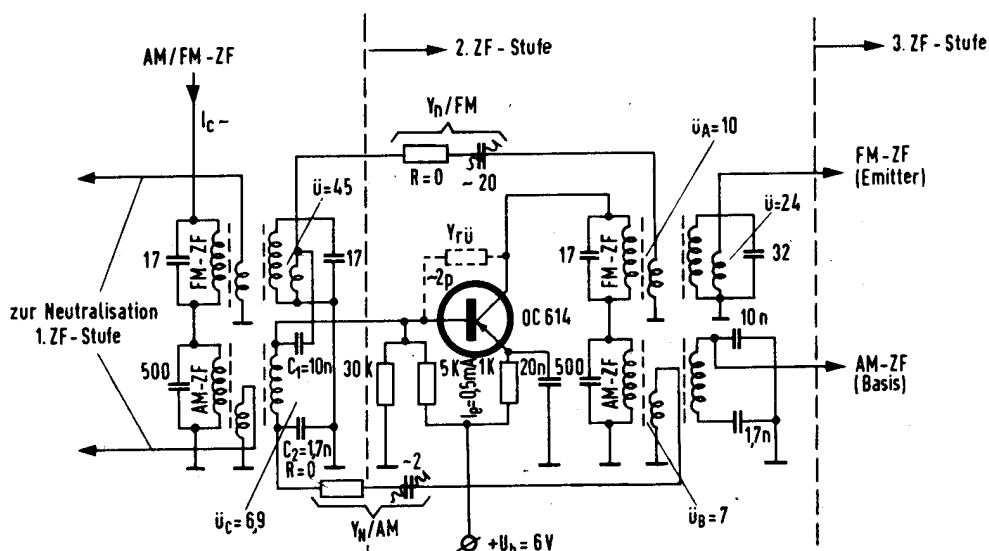 2. ZF - Stufe
3. ZF - Stufe
AM/FM-ZF
I_C ~
Y_n/FM
R=0
~20
ü_A=10
FM-ZF
(Emitter)
ü=45
ü=24
17
FM-ZF
17
Y_rü
~2p
17
FM-ZF
32
zur Neutralisation
1. ZF-Stufe
OC 614
10n
500
AM-ZF
C_1=10n
30K
5K
I_e=0,5mA
1K
20n
500
AM-ZF
AM-ZF
(Basis)
C_2=1,7n
R=0
~2
1,7n
ü_C=6,9
Y_N/AM
ü_B=7
+U_b=6V